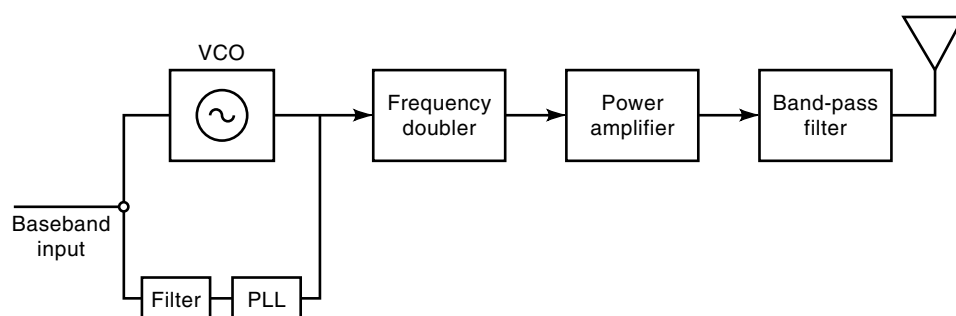 VCO
Frequency
doubler
Power
amplifier
Band-pass
filter
Baseband
input
Filter
PLL